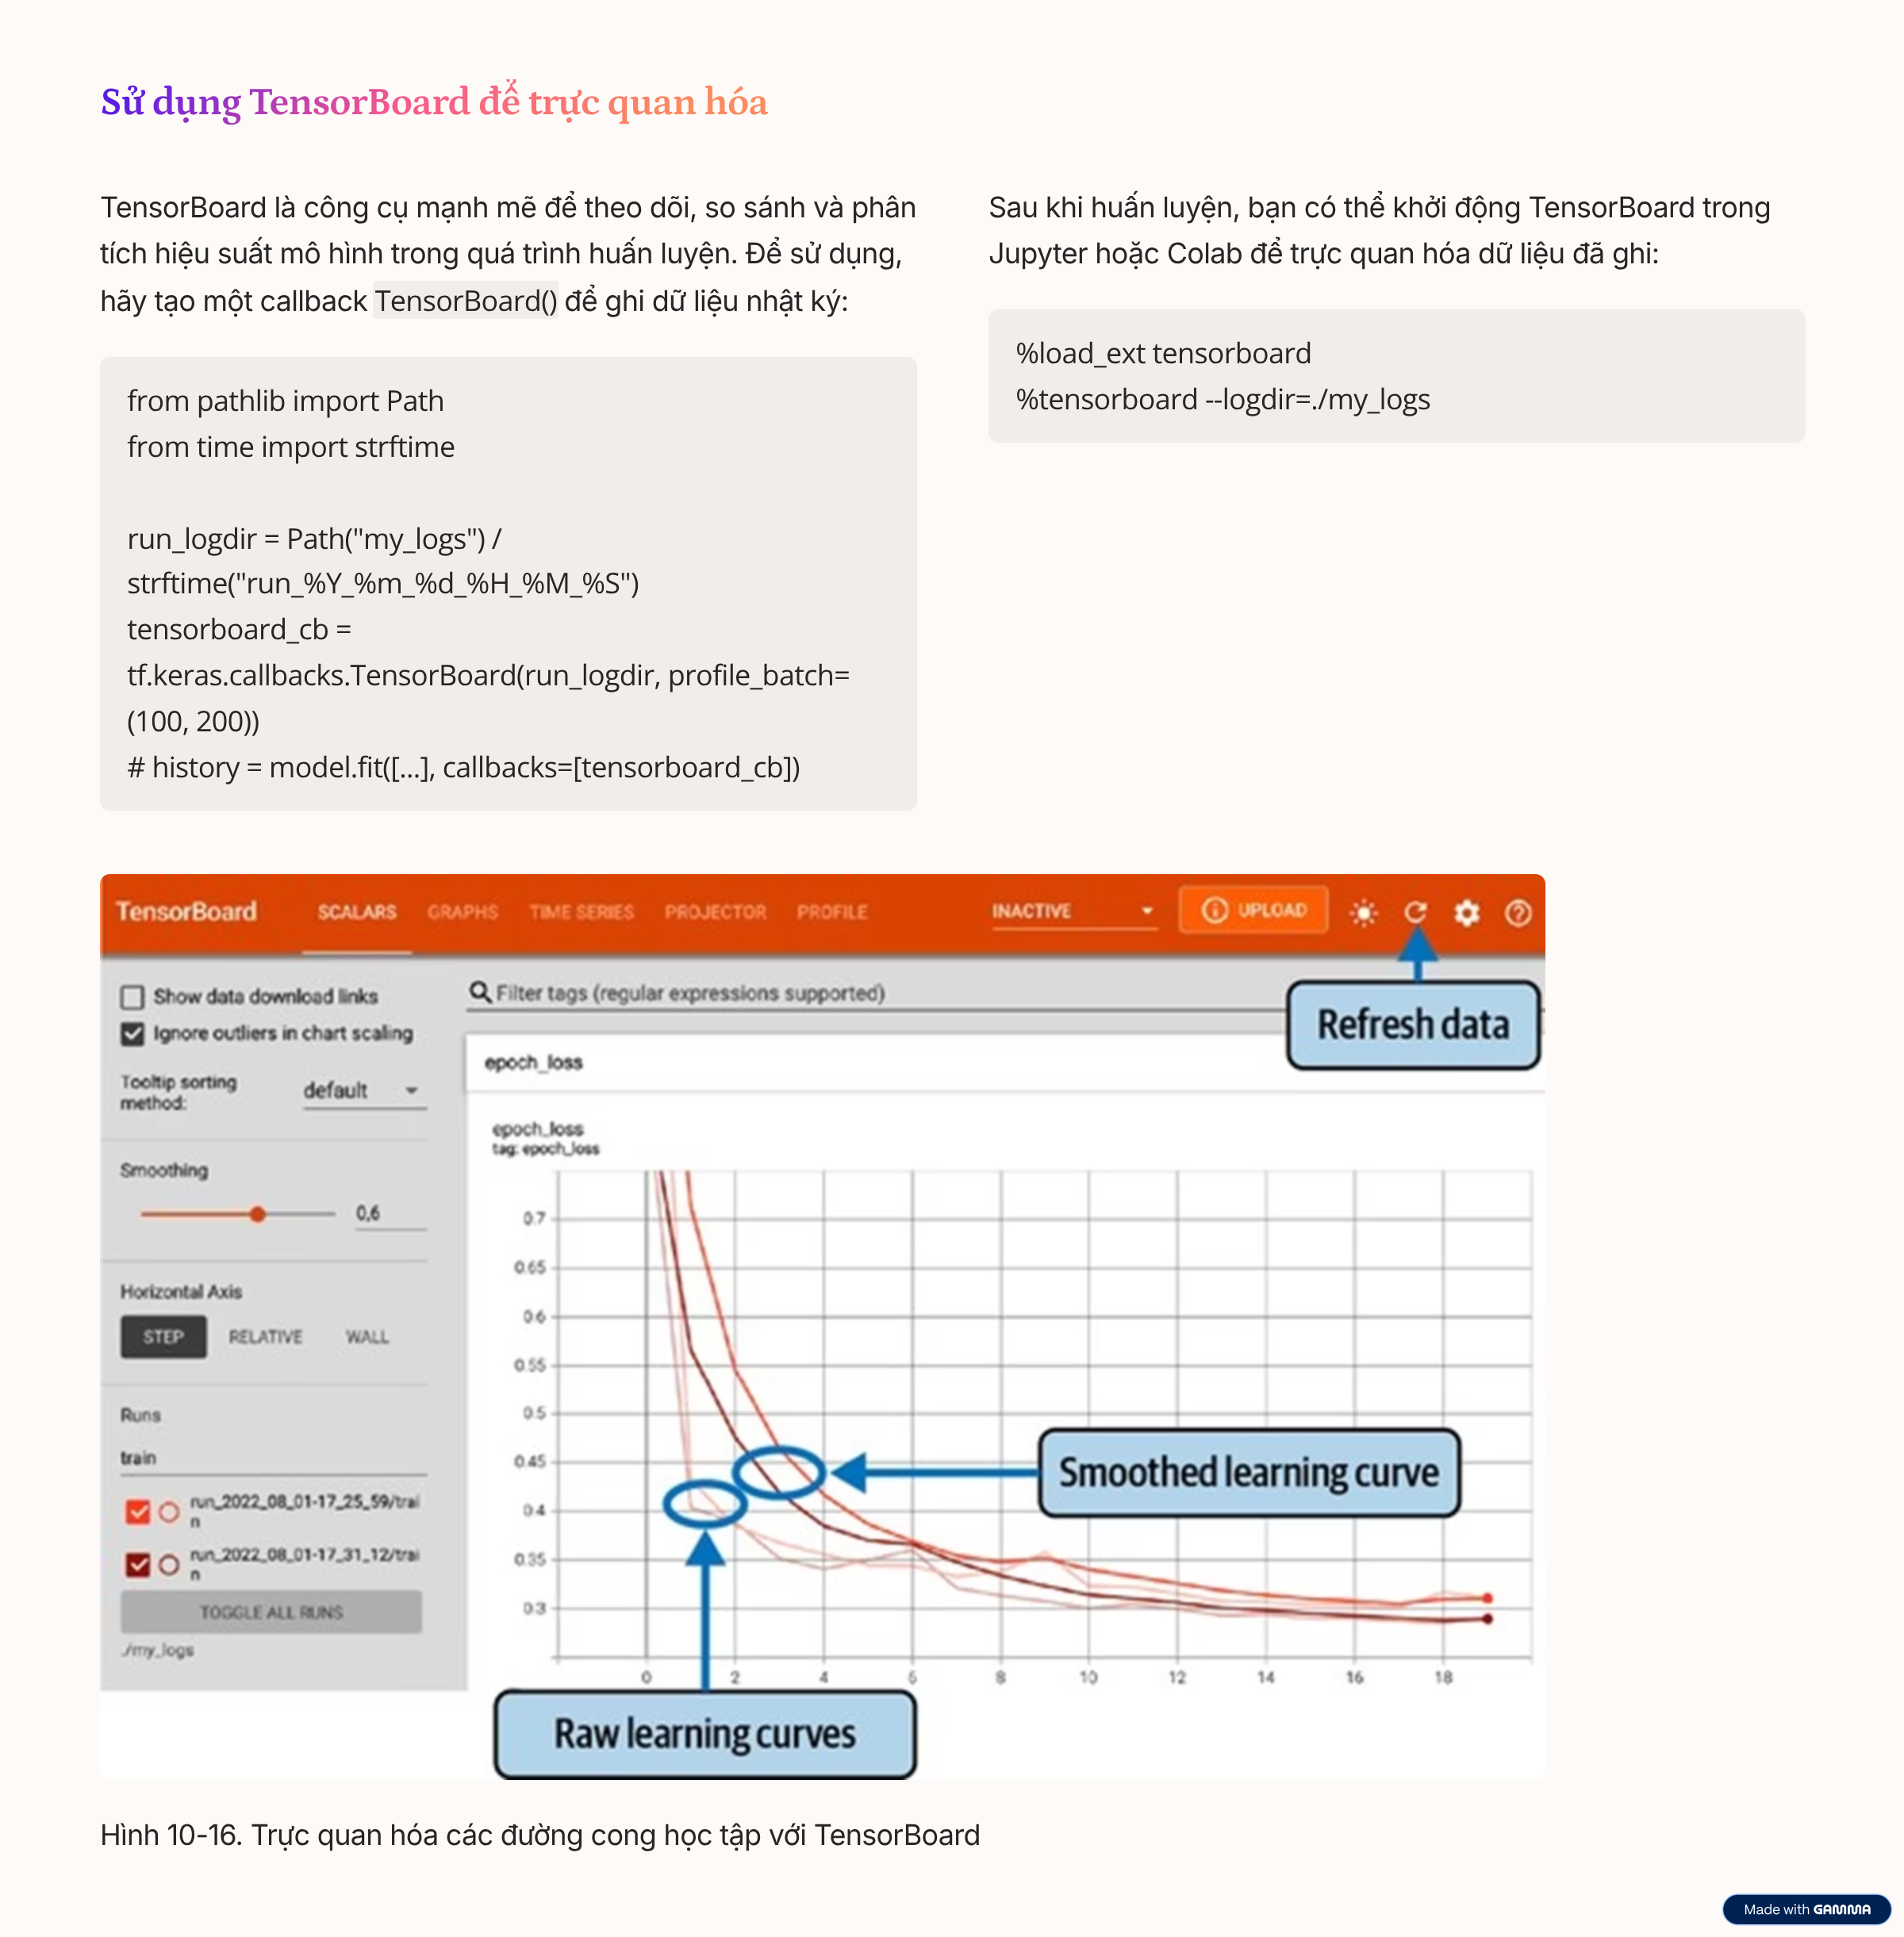 Sử dụng TensorBoard để trực quan hóa
TensorBoard là công cụ mạnh mẽ để theo dõi, so sánh và phân
tích hiệu suất mô hình trong quá trình huấn luyện. Để sử dụng,
hãy tạo một callback TensorBoard() để ghi dữ liệu nhật ký:
from pathlib import Path
from time import strftime
run_logdir = Path("my_logs") /
strftime("run_%Y_%m_%d_%H_%M_%S")
tensorboard_cb =
tf.keras.callbacks.TensorBoard(run_logdir, profile_batch=
(100, 200))
# history = model.fit([...], callbacks=[tensorboard_cb])
Sau khi huấn luyện, bạn có thể khởi động TensorBoard trong
Jupyter hoặc Colab để trực quan hóa dữ liệu đã ghi:
%load_ext tensorboard
%tensorboard --logdir=./my_logs
TensorBoard SCALARS GRAPHS TIME SERIES PROJECTOR PROFILE INACTIVE UPLOAD
Show data download links
Ignore outliers in chart scaling
Tooltip sorting
method:
default
Smoothing
0,6
Horizontal Axis
STEP RELATIVE WALL
Runs
train
run_2022_08_01-17_25_59/trai
n
run_2022_08_01-17_31_12/trai
n
TOGGLE ALL RUNS
./my_logs
Filter tags (regular expressions supported)
Refresh data
epoch_loss
epoch_loss
tag: epoch_loss
0.7
0.65
0.6
0.55
0.5
0.45
0.4
0.35
0.3
0 2 4 6 8 10 12 14 16 18
Smoothed learning curve
Raw learning curves
Hình 10-16. Trực quan hóa các đường cong học tập với TensorBoard
Made with GAMMA